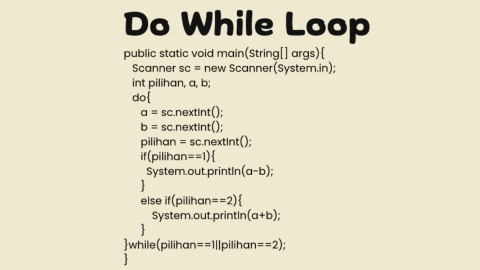 Do While Loop
public static void main(String[] args){
Scanner sc = new Scanner(System.in);
int pilihan, a, b;
do{
a = sc.nextInt();
b = sc.nextInt();
pilihan = sc.nextInt();
if(pilihan==1){
System.out.println(a-b);
}
else if(pilihan==2){
System.out.println(a+b);
}
}while(pilihan==1||pilihan==2);
}